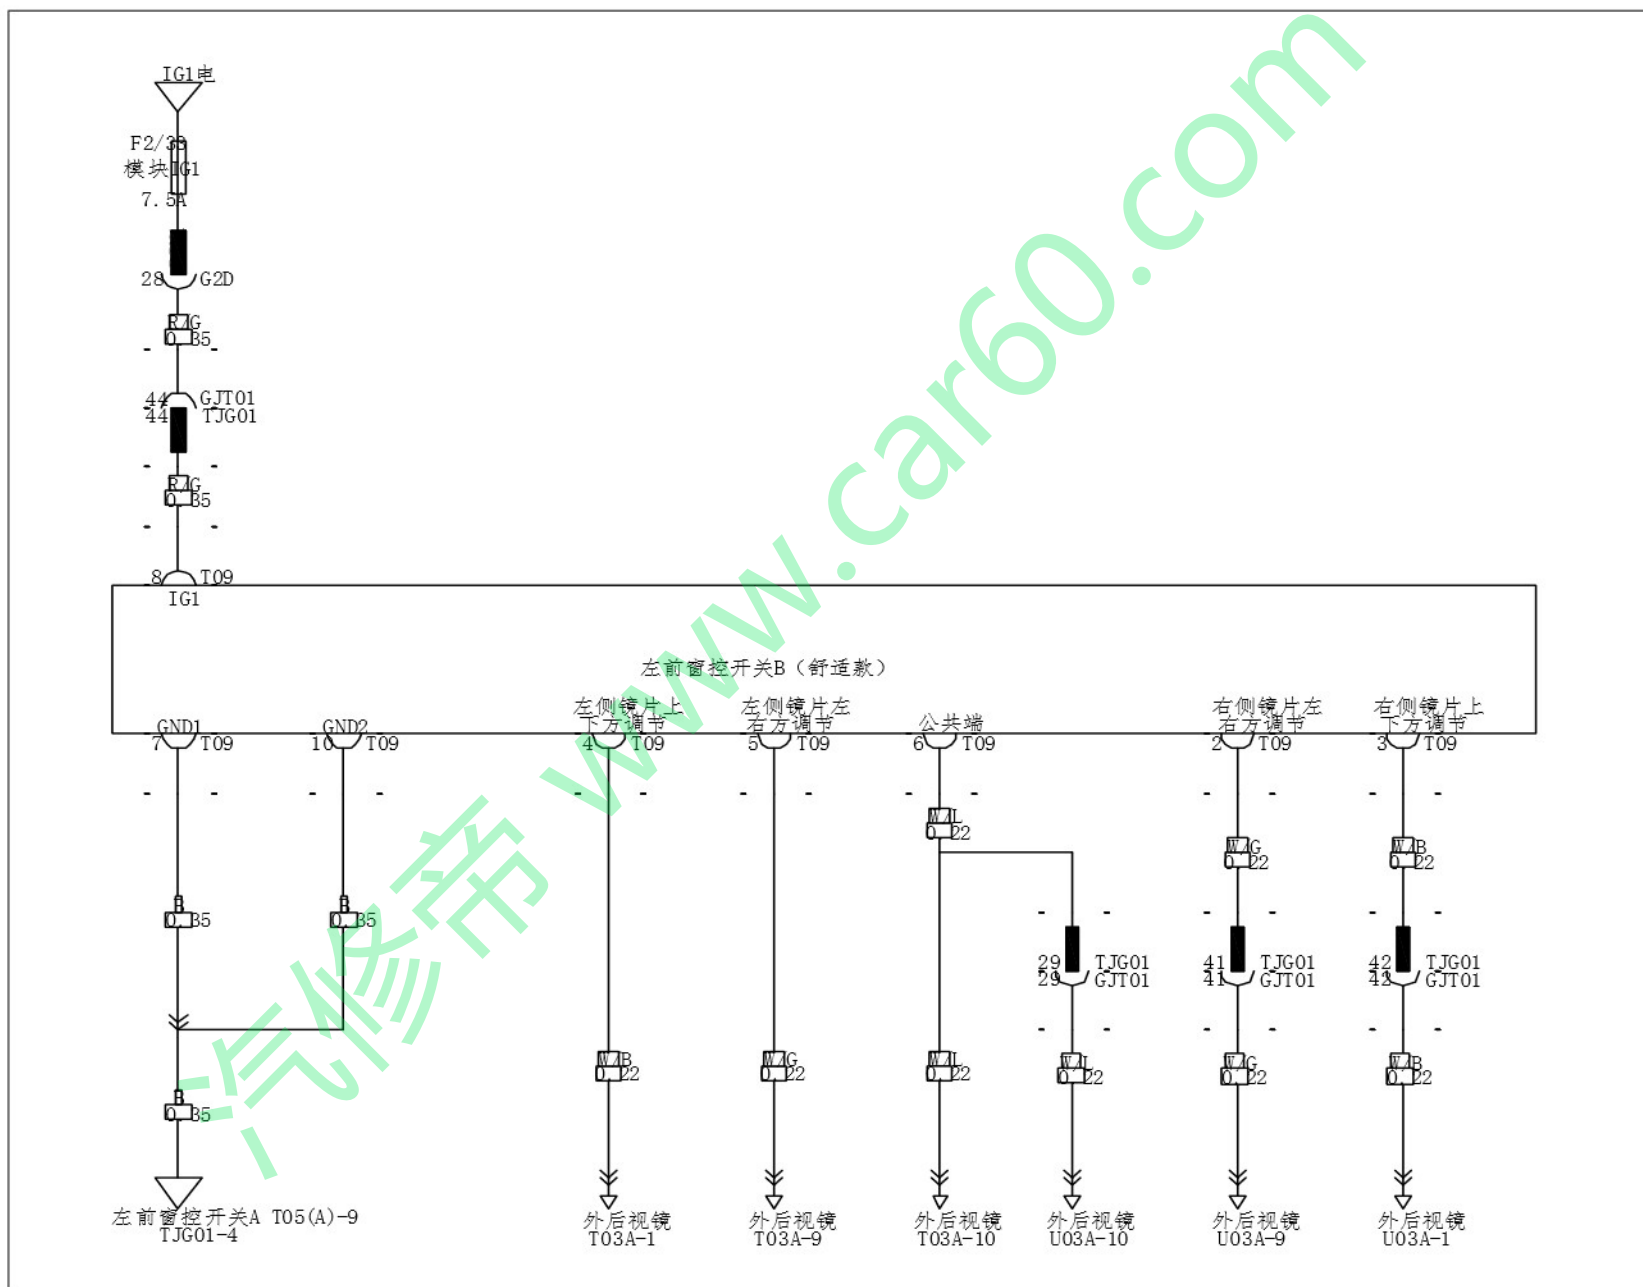 IG1电
F2/33
模块IG1
7.5A
28 G2D
R/G
0.35
44 GJT01
44 TJG01
R/G
0.35
8 T09
IG1
左前窗控开关B（舒适款）
左侧镜片上 左侧镜片左 右侧镜片左 右侧镜片上
GND1 GND2 下方调节 右方调节 公共端 右方调节 下方调节
7 T09 10 T09 4 T09 5 T09 6 T09 2 T09 3 T09
W/L
0.22
W/G W/B
0.22 0.22
B B
0.35 0.35
29 TJG01 41 TJG01 42 TJG01
29 GJT01 41 GJT01 42 GJT01
W/B W/G W/L W/L W/G W/B
0.22 0.22 0.22 0.22 0.22 0.22
B
0.35
左前窗控开关A T05(A)-9
TJG01-4
外后视镜 外后视镜 外后视镜 外后视镜 外后视镜 外后视镜
T03A-1 T03A-9 T03A-10 U03A-10 U03A-9 U03A-1
汽修帝 www.car60.com